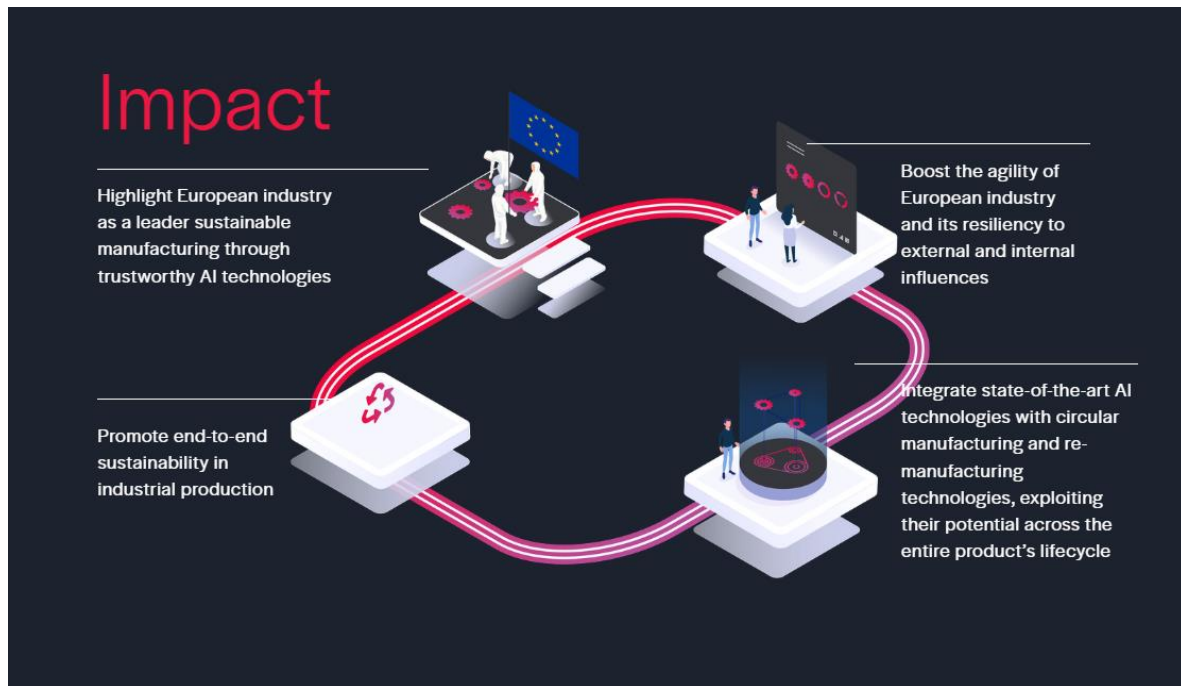 Impact
Highlight European industry
as a leader sustainable
manufacturing through
trustworthy AI technologies
Boost the agility of
European industry
and its resiliency to
external and internal
influences
Promote end-to-end
sustainability in
industrial production
Integrate state-of-the-art AI
technologies with circular
manufacturing and re-
manufacturing
technologies, exploiting
their potential across the
entire product’s lifecycle